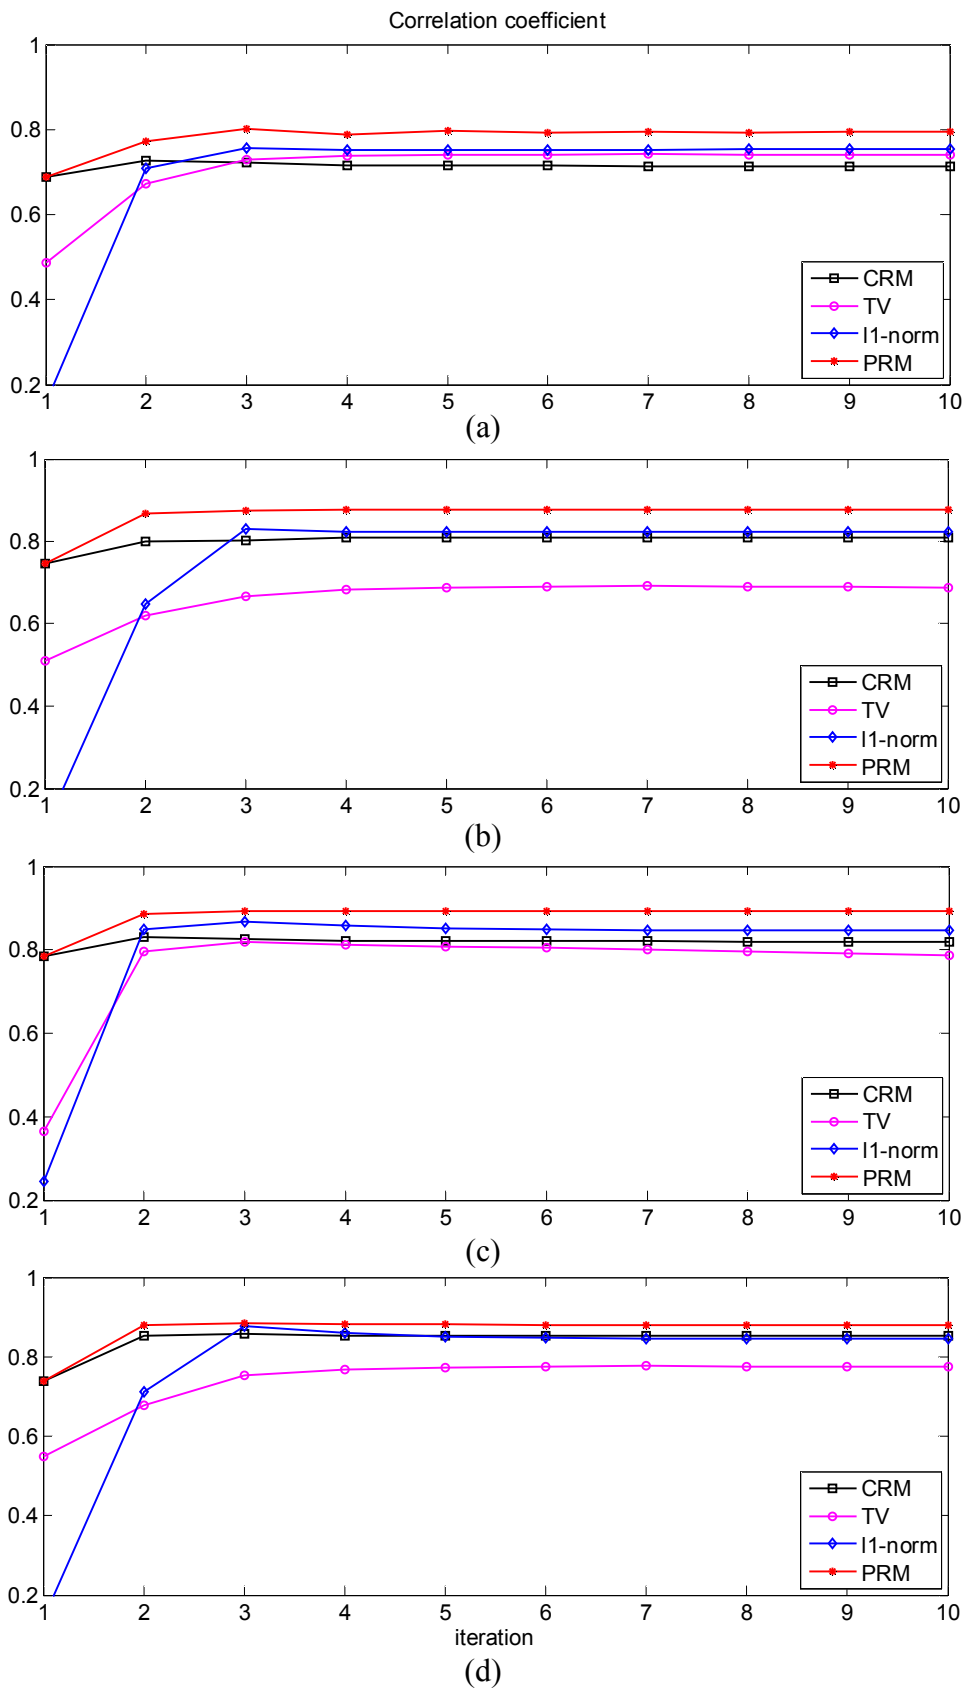 Correlation coefficient
1
0.8
0.6
0.4
0.2
1 2 3 4 5 6 7 8 9 10
CRM
TV
l1-norm
PRM
(a)
1
0.8
0.6
0.4
0.2
1 2 3 4 5 6 7 8 9 10
CRM
TV
l1-norm
PRM
(b)
1
0.8
0.6
0.4
0.2
1 2 3 4 5 6 7 8 9 10
CRM
TV
l1-norm
PRM
(c)
1
0.8
0.6
0.4
0.2
1 2 3 4 5 6 7 8 9 10
CRM
TV
l1-norm
PRM
iteration
(d)